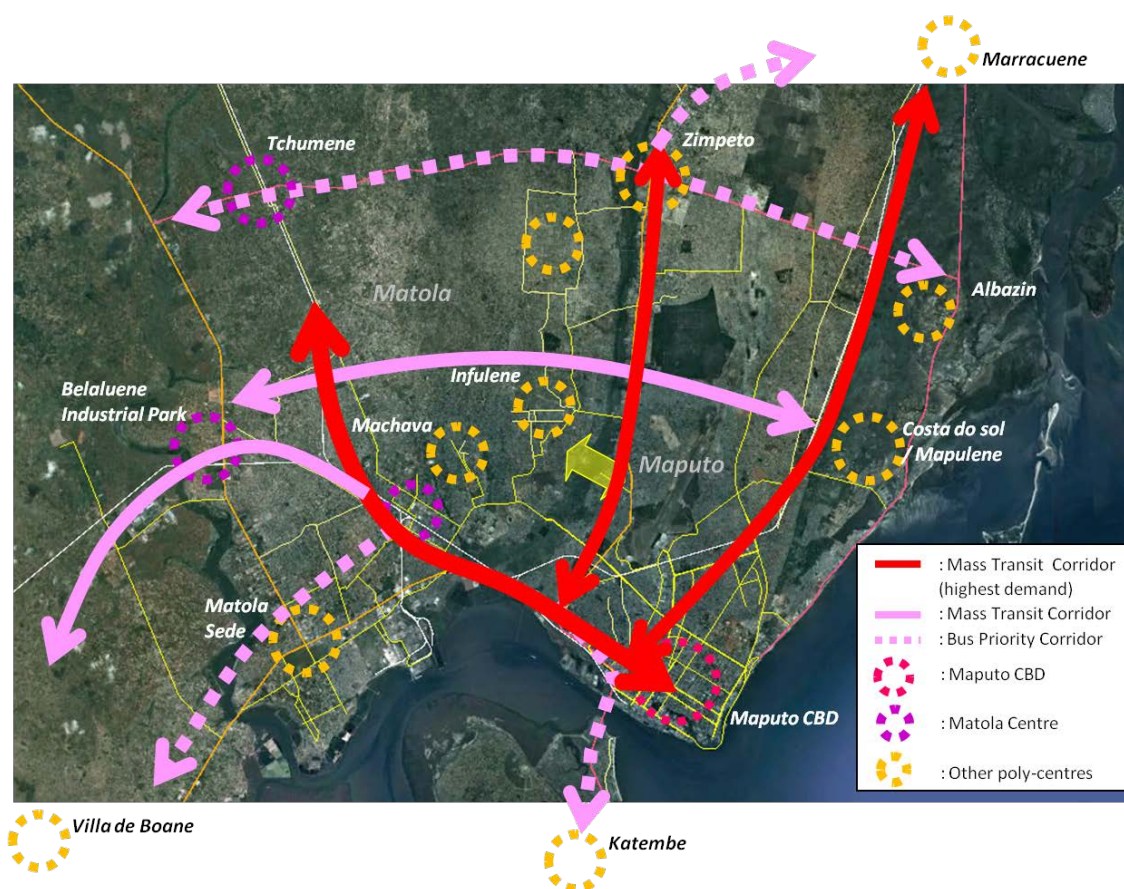 Marracuene
Tchumene
Zimpeto
Matola
Albazin
Belaluene
Industrial Park
Infulene
Machava
Costa do sol
/ Mapulene
Maputo
Matola
Sede
Maputo CBD
Villa de Boane
Katembe
: Mass Transit Corridor
(highest demand)
: Mass Transit Corridor
: Bus Priority Corridor
: Maputo CBD
: Matola Centre
: Other poly-centres